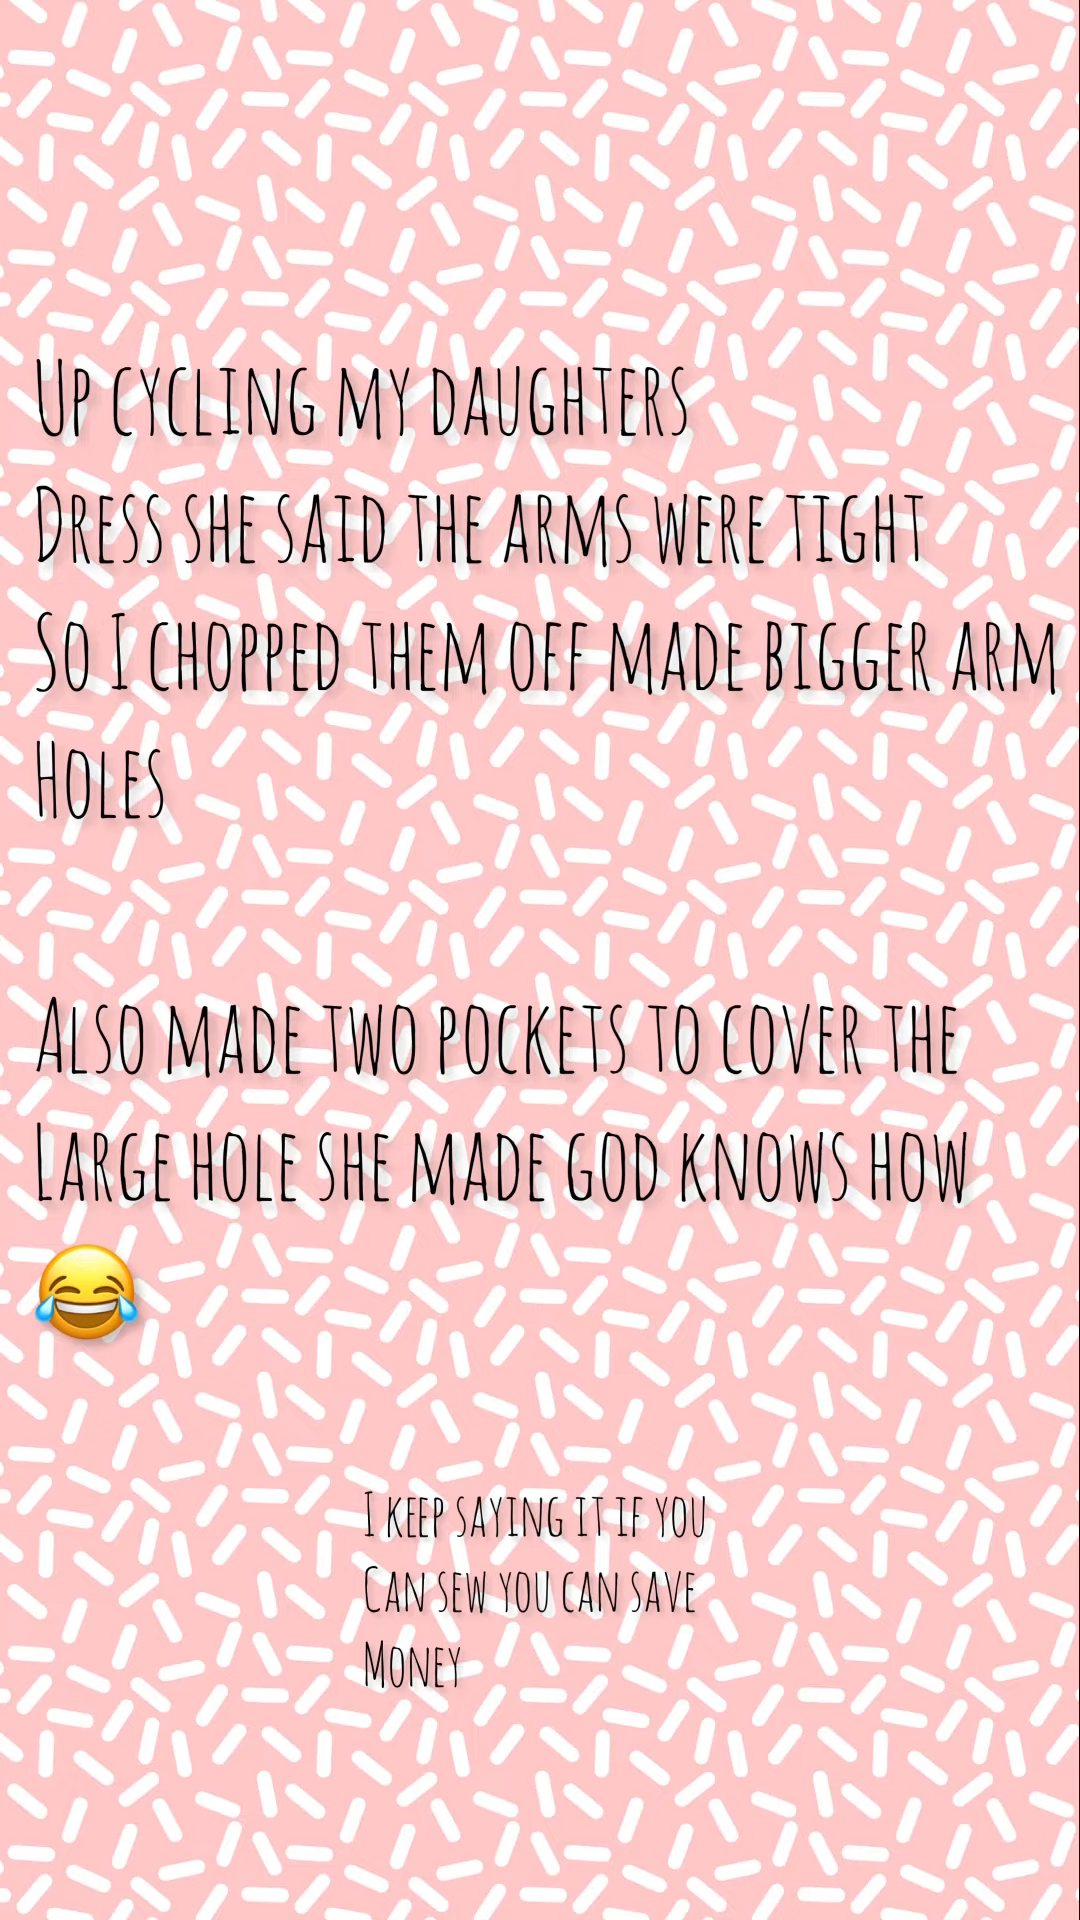 Up cycling my daughters
Dress she said the arms were tight
So I chopped them off made bigger arm
Holes
Also made two pockets to cover the
Large hole she made god knows how
😂
I keep saying it if you
Can sew you can save
Money